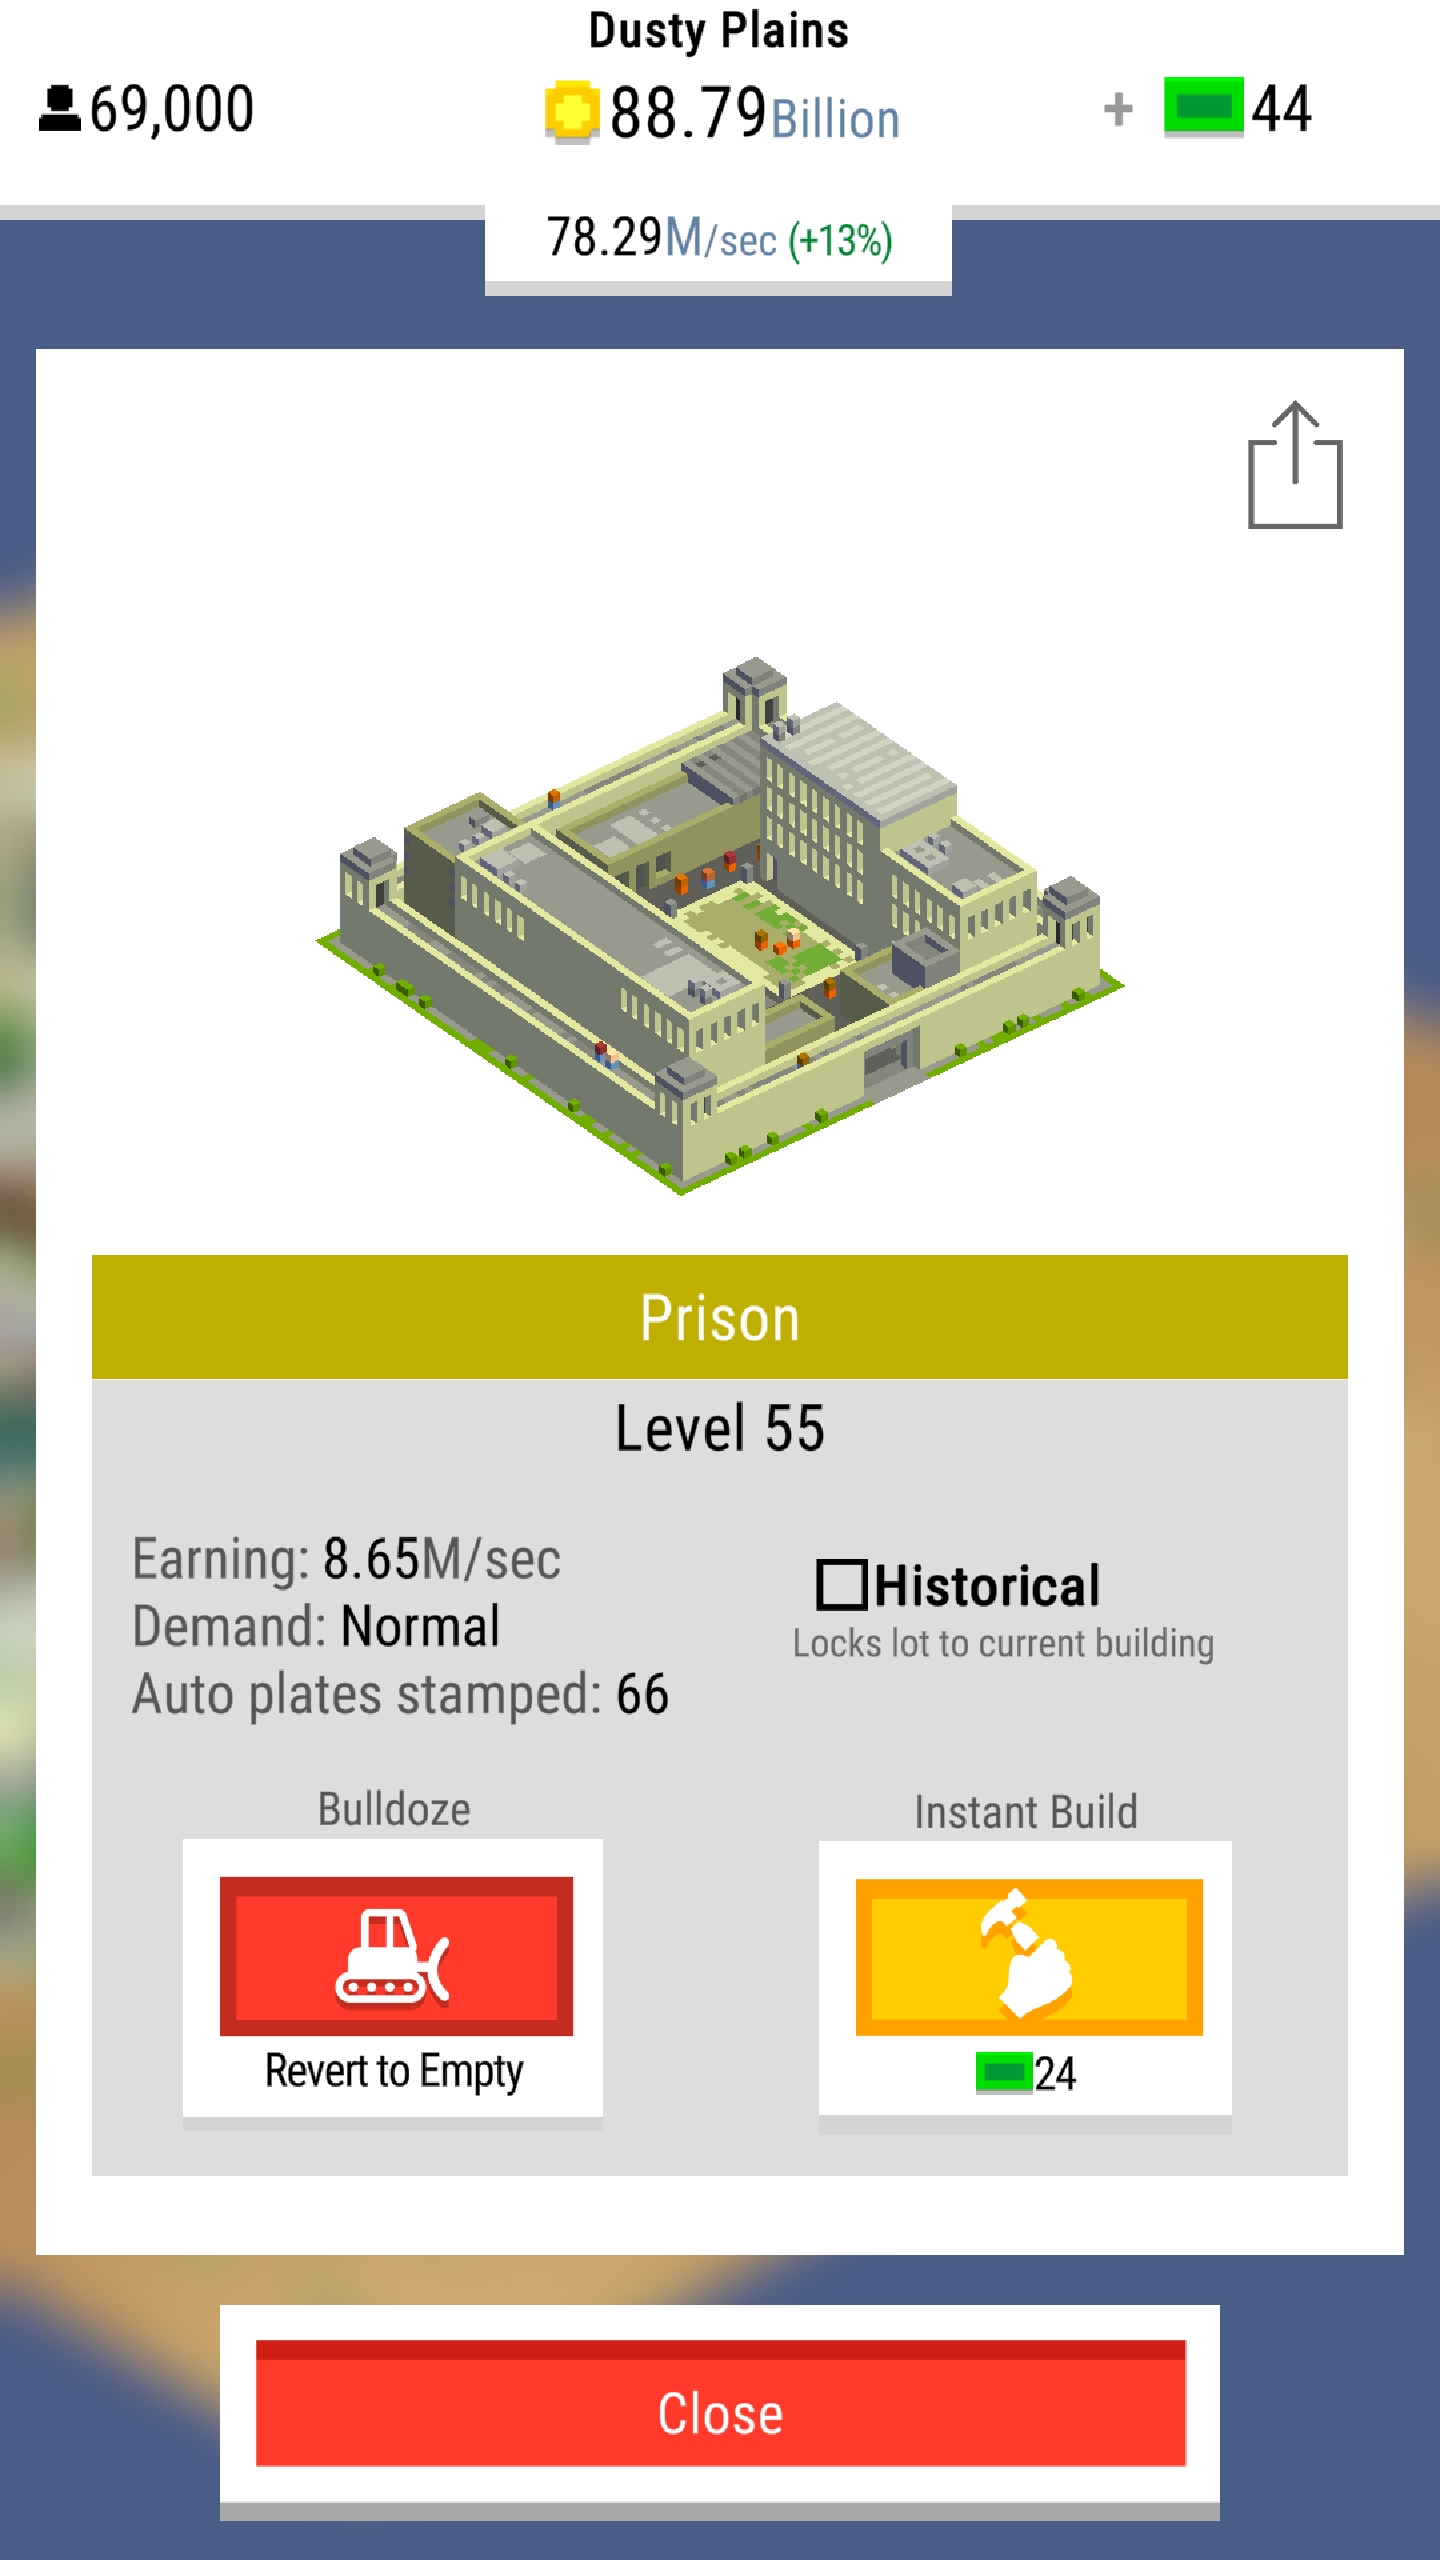 Dusty Plains
69,000
88.79Billion
+ 44
78.29M/sec (+13%)
Prison
Level 55
Earning: 8.65M/sec
Demand: Normal
Auto plates stamped: 66
Historical
Locks lot to current building
Bulldoze
Revert to Empty
Instant Build
24
Close